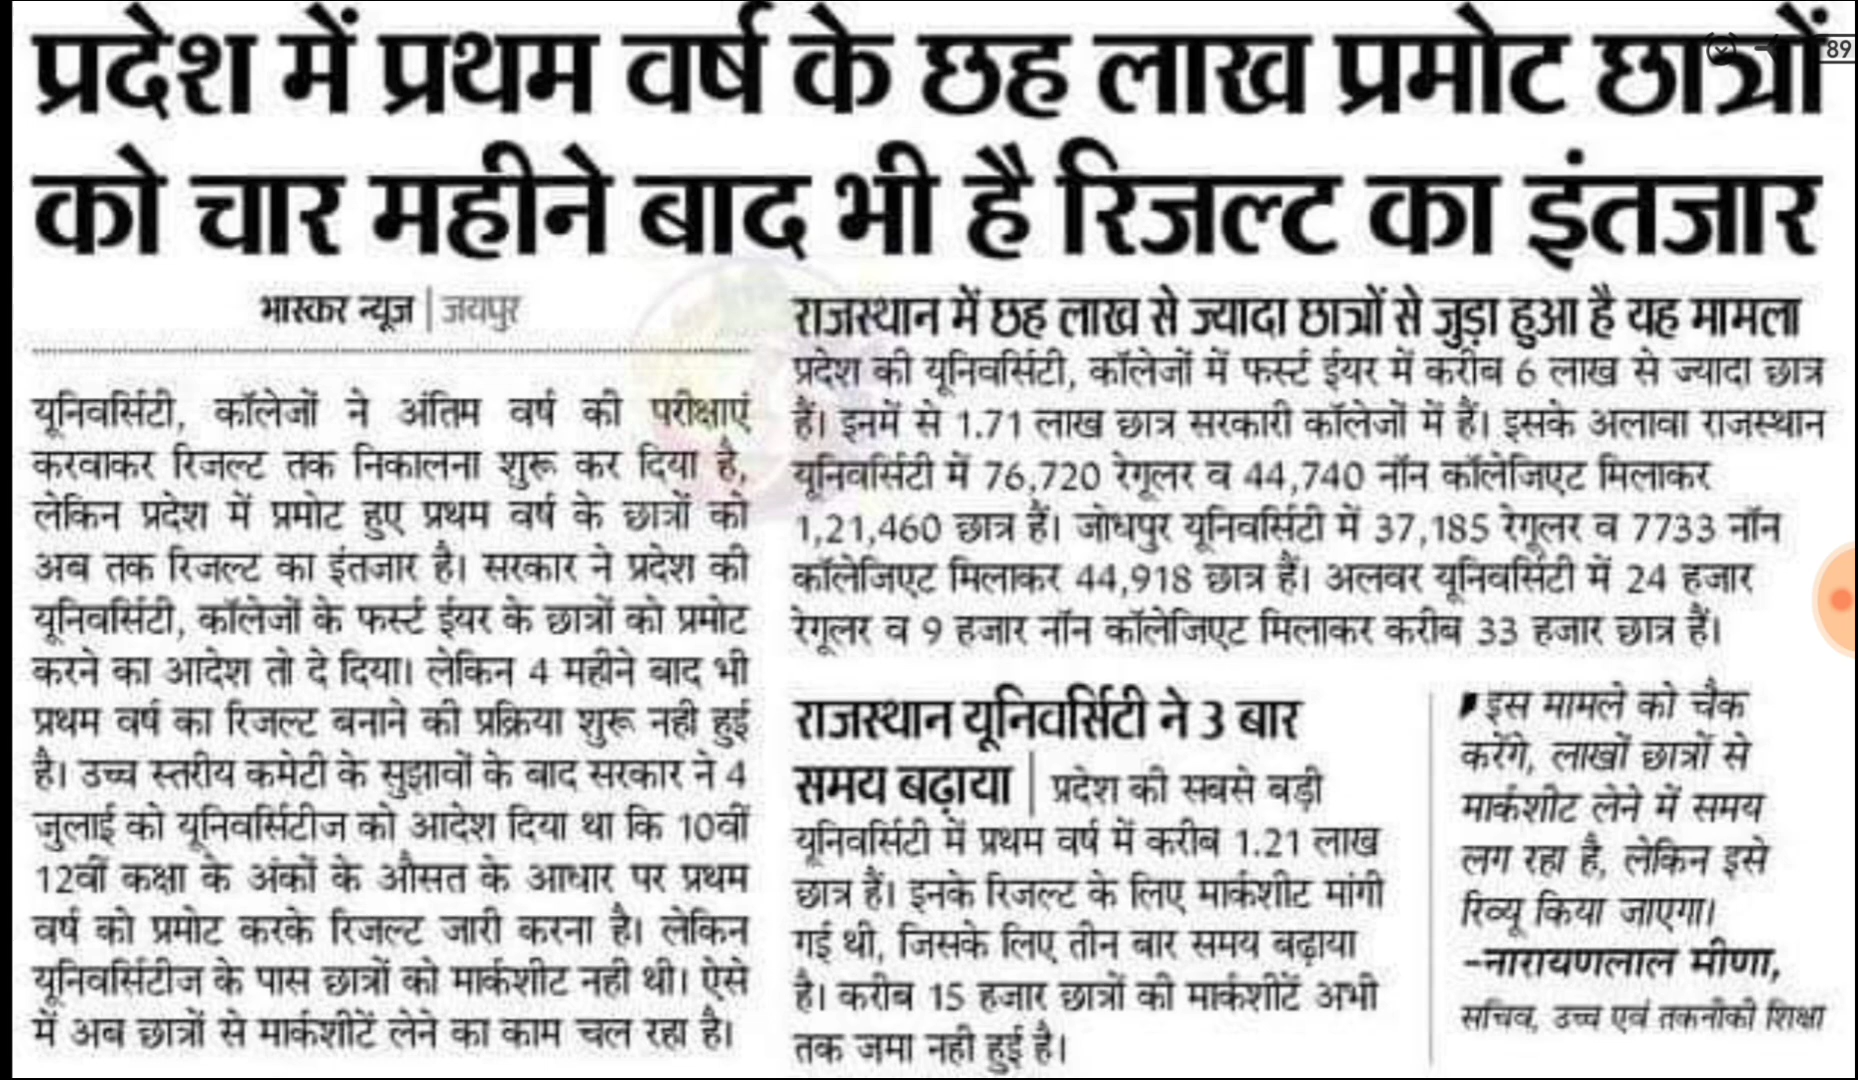 प्रदेश में प्रथम वर्ष के छह लाख प्रमोट छात्रों
को चार महीने बाद भी है रिजल्ट का इंतजार
89
भास्कर न्यूज | जयपुर
यूनिवर्सिटी, कॉलेजों ने अंतिम वर्ष की परीक्षाएं
करवाकर रिजल्ट तक निकालना शुरू कर दिया है,
लेकिन प्रदेश में प्रमोट हुए प्रथम वर्ष के छात्रों को
अब तक रिजल्ट का इंतजार है। सरकार ने प्रदेश की
यूनिवर्सिटी, कॉलेजों के फर्स्ट ईयर के छात्रों को प्रमोट
करने का आदेश तो दे दिया। लेकिन 4 महीने बाद भी
प्रथम वर्ष का रिजल्ट बनाने की प्रक्रिया शुरू नही हुई
है। उच्च स्तरीय कमेटी के सुझावों के बाद सरकार ने 4
जुलाई को यूनिवर्सिटीज को आदेश दिया था कि 10वीं
12वीं कक्षा के अंकों के औसत के आधार पर प्रथम
वर्ष को प्रमोट करके रिजल्ट जारी करना है। लेकिन
यूनिवर्सिटीज के पास छात्रों को मार्कशीट नही थी। ऐसे
में अब छात्रों से मार्कशीटें लेने का काम चल रहा है।
राजस्थान में छह लाख से ज्यादा छात्रों से जुड़ा हुआ है यह मामला
प्रदेश की यूनिवर्सिटी, कॉलेजों में फर्स्ट ईयर में करीब 6 लाख से ज्यादा छात्र
हैं। इनमें से 1.71 लाख छात्र सरकारी कॉलेजों में हैं। इसके अलावा राजस्थान
यूनिवर्सिटी में 76,720 रेगूलर व 44,740 नॉन कॉलेजिएट मिलाकर
1,21,460 छात्र हैं। जोधपुर यूनिवर्सिटी में 37,185 रेगूलर व 7733 नॉन
कॉलेजिएट मिलाकर 44,918 छात्र हैं। अलवर यूनिवर्सिटी में 24 हजार
रेगूलर व 9 हजार नॉन कॉलेजिएट मिलाकर करीब 33 हजार छात्र हैं।
राजस्थान यूनिवर्सिटी ने 3 बार
समय बढ़ाया | प्रदेश की सबसे बड़ी
यूनिवर्सिटी में प्रथम वर्ष में करीब 1.21 लाख
छात्र हैं। इनके रिजल्ट के लिए मार्कशीट मांगी
गई थी, जिसके लिए तीन बार समय बढ़ाया
है। करीब 15 हजार छात्रों की मार्कशीटें अभी
तक जमा नही हुई है।
इस मामले को चैक
करेंगे, लाखों छात्रों से
मार्कशीट लेने में समय
लग रहा है, लेकिन इसे
रिव्यू किया जाएगा।
-नारायणलाल मीणा,
सचिव, उच्च एवं तकनीकी शिक्षा